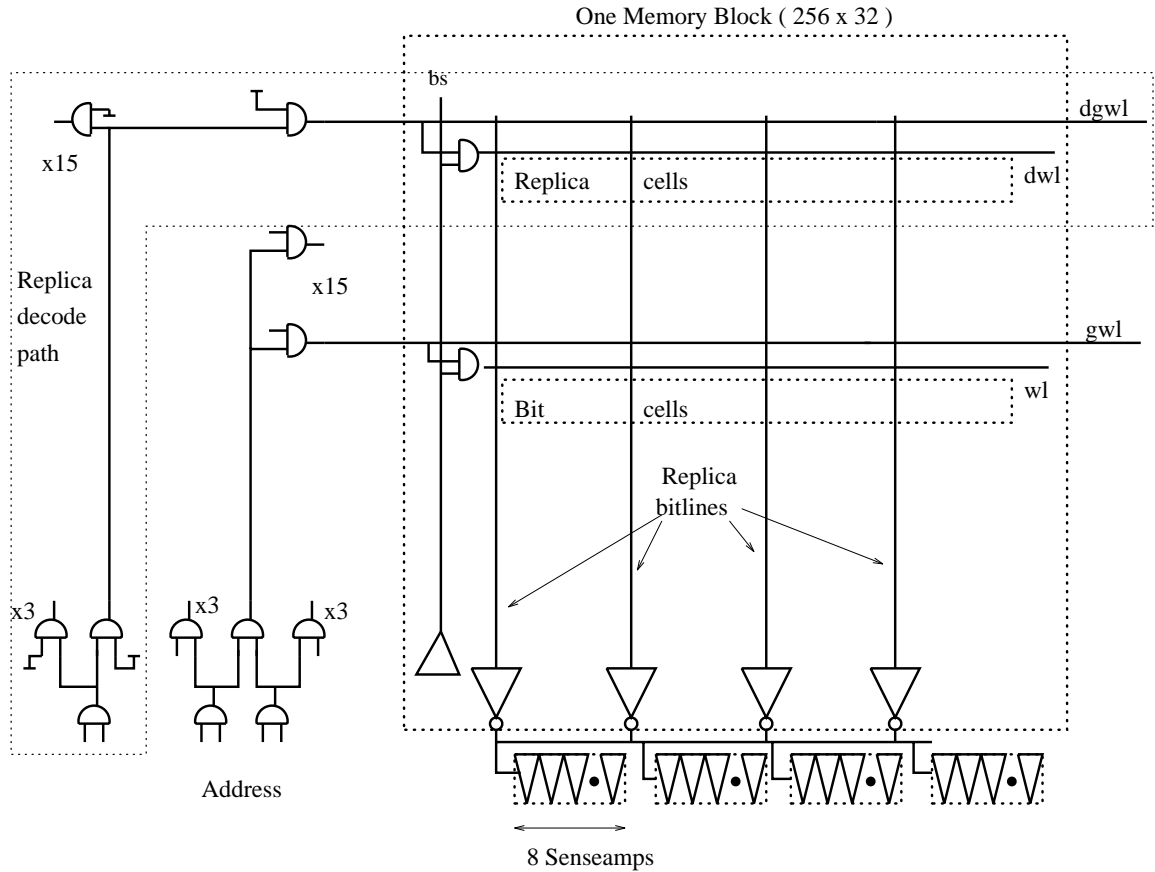 One Memory Block ( 256 x 32 )
bs
dgwl
x15
Replica cells
dwl
x15
Replica
decode
path
gwl
wl
Bit cells
Replica
bitlines
x3
x3
x3
Address
8 Senseamps